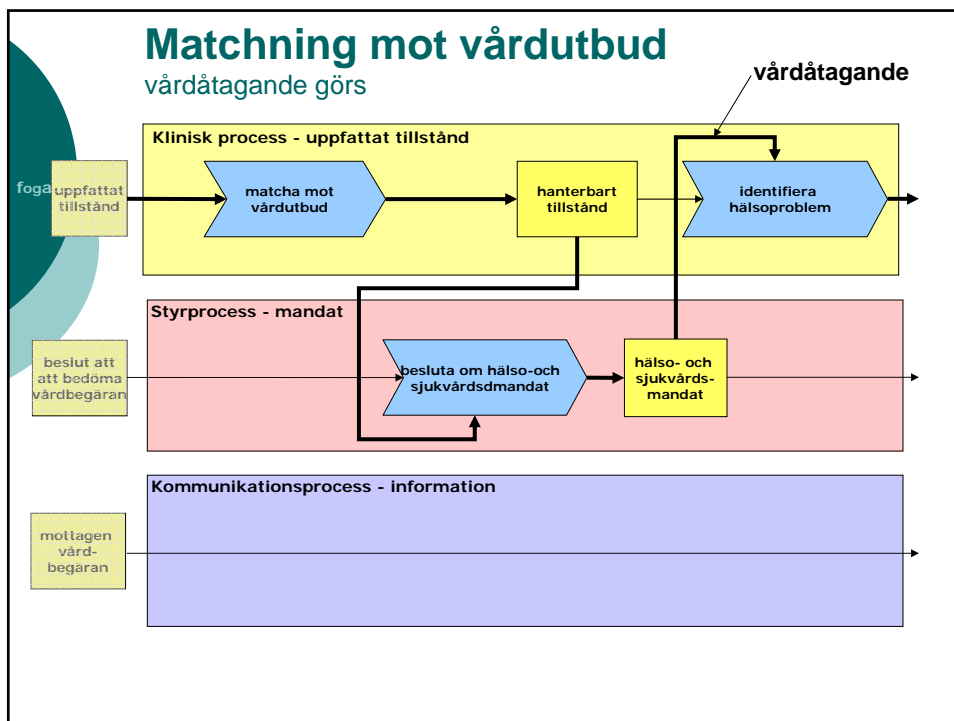 Matchning mot vårdutbud
vårdåtagande görs
vårdåtagande
Klinisk process - uppfattat tillstånd
foga
uppfattat
tillstånd
matcha mot
vårdutbud
hanterbart
tillstånd
identifiera
hälsoproblem
Styrprocess - mandat
beslut att
att bedöma
vårdbegäran
besluta om hälso-och
sjukvårdsdmandat
hälso- och
sjukvårds-
mandat
Kommunikationsprocess - information
mottagen
vård-
begäran